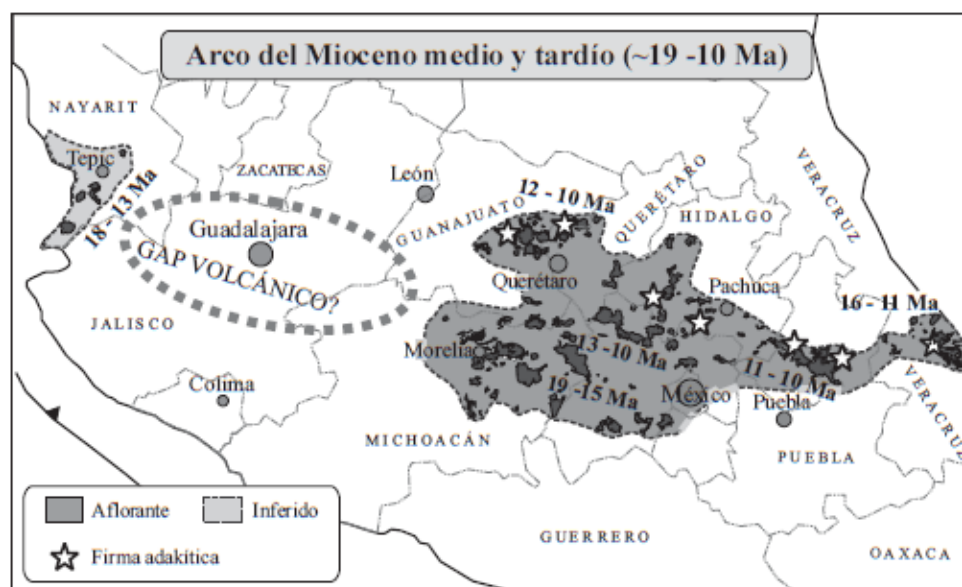 Arco del Mioceno medio y tardío (~19 -10 Ma)
NAYARIT
Tepic
18 - 13 Ma
ZACATECAS
León
Guadalajara
GAP VOLCÁNICO?
JALISCO
Colima
GUANAJUATO
12 - 10 Ma
QUERÉTARO
HIDALGO
VERACRUZ
Querétaro
Pachuca
16 - 11 Ma
Morelia
13 -10 Ma
19 -15 Ma
México
11 - 10 Ma
Puebla
VERACRUZ
MICHOACÁN
PUEBLA
GUERRERO
OAXACA
Aflorante
Inferido
Firma adakítica